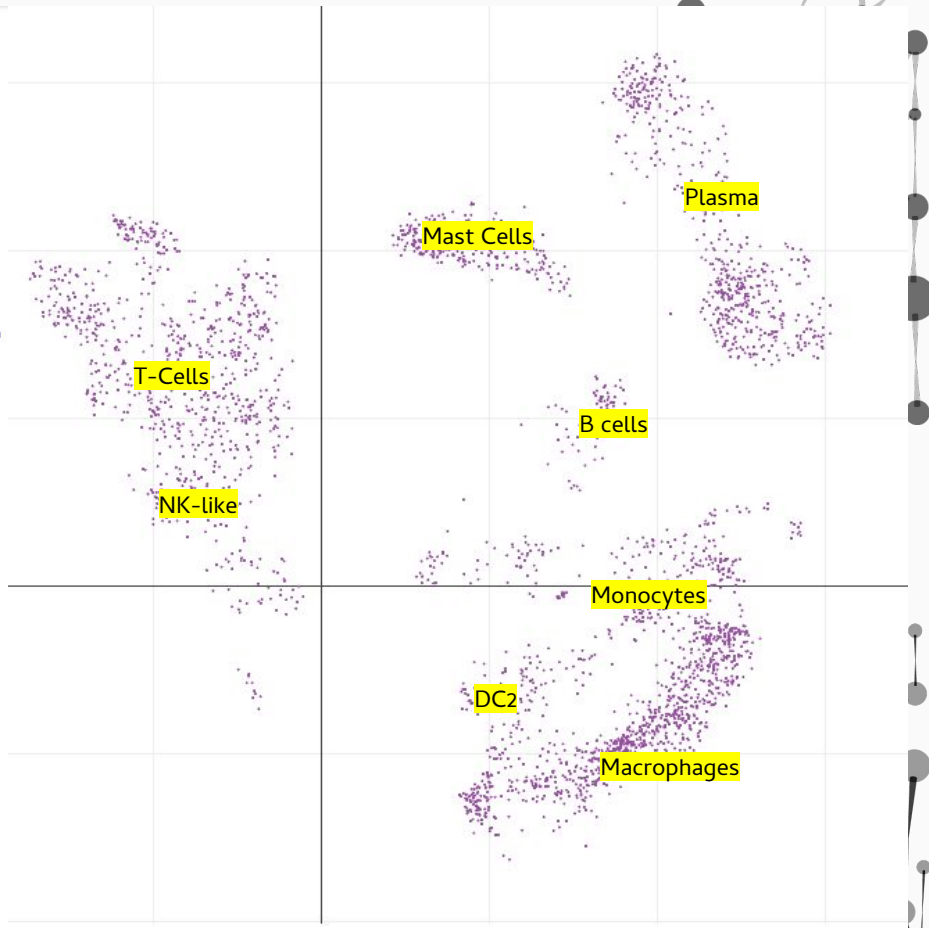 Plasma
Mast Cells
T-Cells
B cells
NK-like
Monocytes
DC2
Macrophages